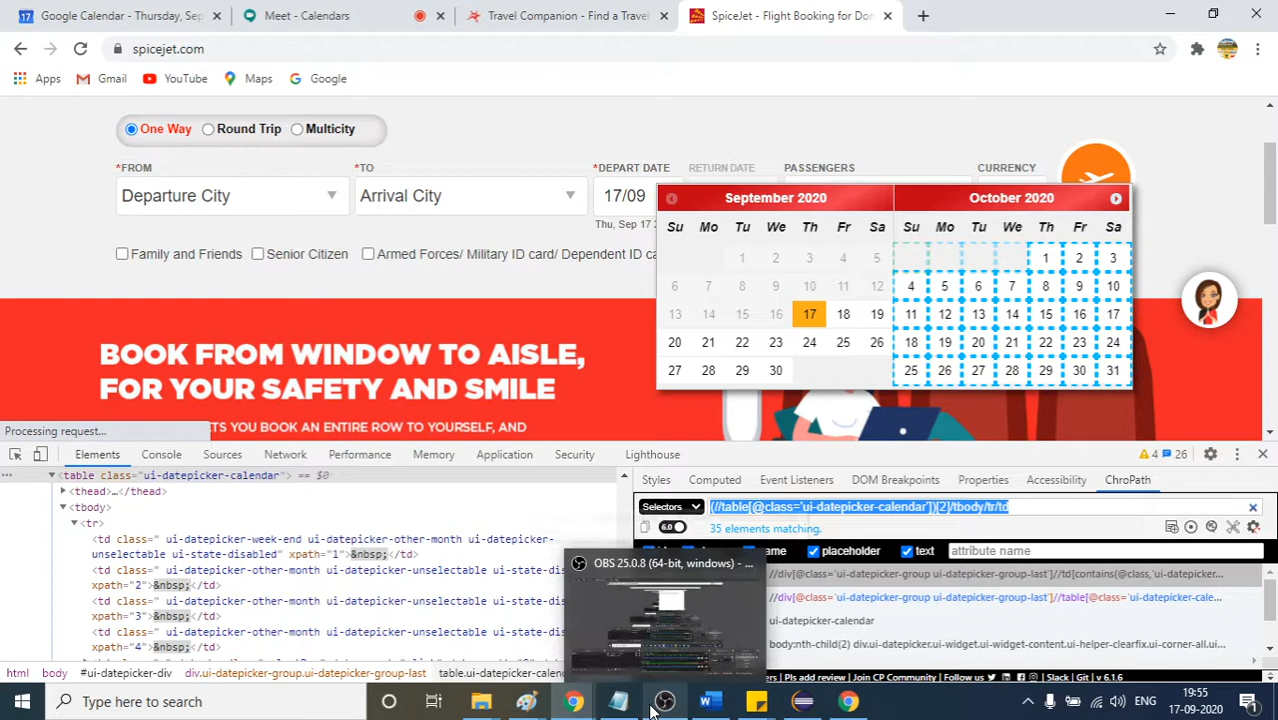 Google Calendar - Thursday, Sep
Meet - Calendars
Travel Companion - Find a Travel
SpiceJet - Flight Booking for Dom
spicejet.com
Apps Gmail YouTube Maps Google
One Way Round Trip Multicity
*FROM *TO *DEPART DATE RETURN DATE PASSENGERS CURRENCY
Departure City Arrival City 17/09
Thu, Sep 17
Family and Friends Senior Citizen Armed Forces/ Military ID card/ Dependent ID ca
September 2020 October 2020
Su Mo Tu We Th Fr Sa Su Mo Tu We Th Fr Sa
1 2 3 4 5 1 2 3
6 7 8 9 10 11 12 4 5 6 7 8 9 10
13 14 15 16 17 18 19 11 12 13 14 15 16 17
20 21 22 23 24 25 26 18 19 20 21 22 23 24
27 28 29 30 25 26 27 28 29 30 31
BOOK FROM WINDOW TO AISLE,
FOR YOUR SAFETY AND SMILE
ETS YOU BOOK AN ENTIRE ROW TO YOURSELF, AND
Processing request...
Elements Console Sources Network Performance Memory Application Security Lighthouse
4 26
<table class="ui-datepicker-calendar"> == $0
<thead>…</thead>
<tbody>
<tr>
<td class=" ui-datepicker-week-end ui-datepicker-other-month ui-datepicker-
unselectable ui-state-disabled" xpath="1">&nbsp;</td>
<td class=" ui-datepicker-other-month ui-datepicker-unselectable ui-state-dis
xpath="2">&nbsp;</td>
<td class=" ui-datepicker-other-month ui-datepicker-unselectable ui-state-dis
xpath="3">&nbsp;</td>
<td class=" ui-datepicker-other-month ui-datepicker-unselectable ui-state-dis
xpath="4">&nbsp;</td>
html body #ui-datepicker-div div.ui-datepicker-group.ui-datepicker-group-last table.ui-datepicker-calen
Styles Computed Event Listeners DOM Breakpoints Properties Accessibility ChroPath
Selectors (//table[@class='ui-datepicker-calendar'])[2]/tbody/tr/td
6.0 35 elements matching.
name placeholder text attribute name
OBS 25.0.8 (64-bit, windows) - ...
//div[@class='ui-datepicker-group ui-datepicker-group-last']//td[contains(@class,'ui-datepicker...
//div[@class='ui-datepicker-group ui-datepicker-group-last']//table[@class='ui-datepicker-cale...
ui-datepicker-calendar
body:nth-child(2) div.ui-datepicker.ui-widget.ui-widget-content.ui-helper-clearfix.ui-corner-al...
Pls add review | Join CP Community | Follow us | v 6.1.6
Type here to search
19:55
17-09-2020
1